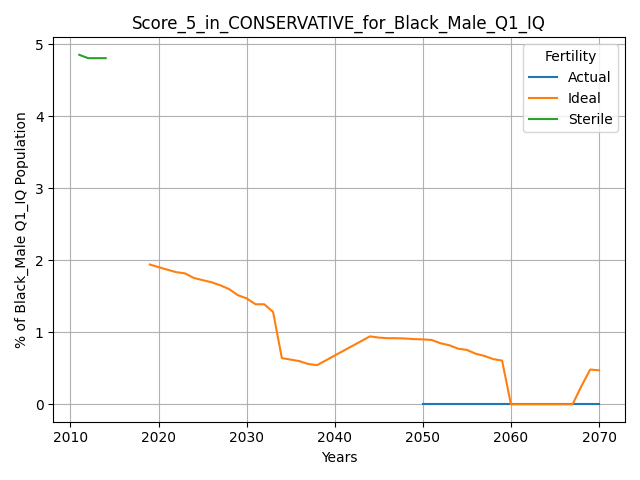 Score_5_in_CONSERVATIVE_for_Black_Male_Q1_IQ
Fertility
Actual
Ideal
Sterile
% of Black_Male Q1_IQ Population
5
4
3
2
1
0
2010 2020 2030 2040 2050 2060 2070
Years